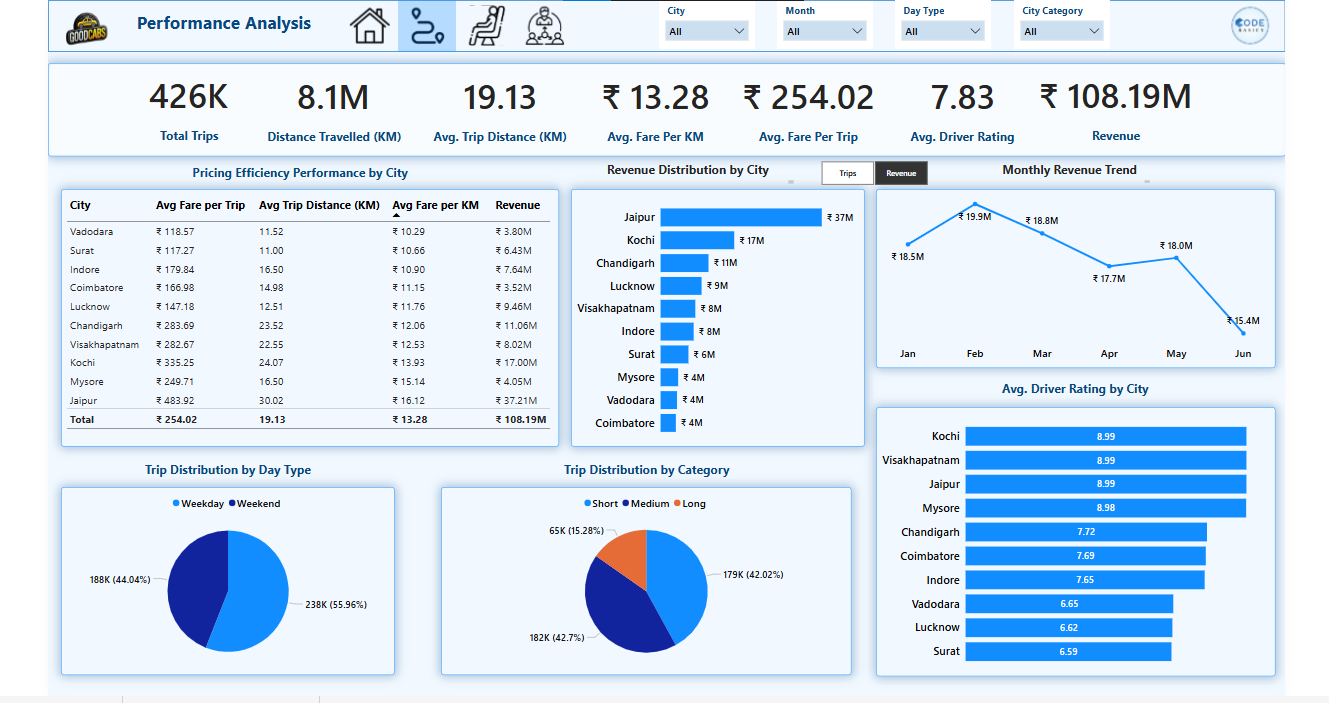 GOODCABS
Performance Analysis
City
All
Month
All
Day Type
All
City Category
All
CODE
BASICS
426K
Total Trips
8.1M
Distance Travelled (KM)
19.13
Avg. Trip Distance (KM)
₹ 13.28
Avg. Fare Per KM
₹ 254.02
Avg. Fare Per Trip
7.83
Avg. Driver Rating
₹ 108.19M
Revenue
Pricing Efficiency Performance by City
City Avg Fare per Trip Avg Trip Distance (KM) Avg Fare per KM Revenue
Vadodara ₹ 118.57 11.52 ₹ 10.29 ₹ 3.80M
Surat ₹ 117.27 11.00 ₹ 10.66 ₹ 6.43M
Indore ₹ 179.84 16.50 ₹ 10.90 ₹ 7.64M
Coimbatore ₹ 166.98 14.98 ₹ 11.15 ₹ 3.52M
Lucknow ₹ 147.18 12.51 ₹ 11.76 ₹ 9.46M
Chandigarh ₹ 283.69 23.52 ₹ 12.06 ₹ 11.06M
Visakhapatnam ₹ 282.67 22.55 ₹ 12.53 ₹ 8.02M
Kochi ₹ 335.25 24.07 ₹ 13.93 ₹ 17.00M
Mysore ₹ 249.71 16.50 ₹ 15.14 ₹ 4.05M
Jaipur ₹ 483.92 30.02 ₹ 16.12 ₹ 37.21M
Total ₹ 254.02 19.13 ₹ 13.28 ₹ 108.19M
Revenue Distribution by City
Trips Revenue
Jaipur ₹ 37M
Kochi ₹ 17M
Chandigarh ₹ 11M
Lucknow ₹ 9M
Visakhapatnam ₹ 8M
Indore ₹ 8M
Surat ₹ 6M
Mysore ₹ 4M
Vadodara ₹ 4M
Coimbatore ₹ 4M
Monthly Revenue Trend
₹ 18.5M
₹ 19.9M
₹ 18.8M
₹ 17.7M
₹ 18.0M
₹ 15.4M
Jan Feb Mar Apr May Jun
Trip Distribution by Day Type
Weekday Weekend
188K (44.04%)
238K (55.96%)
Trip Distribution by Category
Short Medium Long
65K (15.28%)
179K (42.02%)
182K (42.7%)
Avg. Driver Rating by City
Kochi 8.99
Visakhapatnam 8.99
Jaipur 8.99
Mysore 8.98
Chandigarh 7.72
Coimbatore 7.69
Indore 7.65
Vadodara 6.65
Lucknow 6.62
Surat 6.59